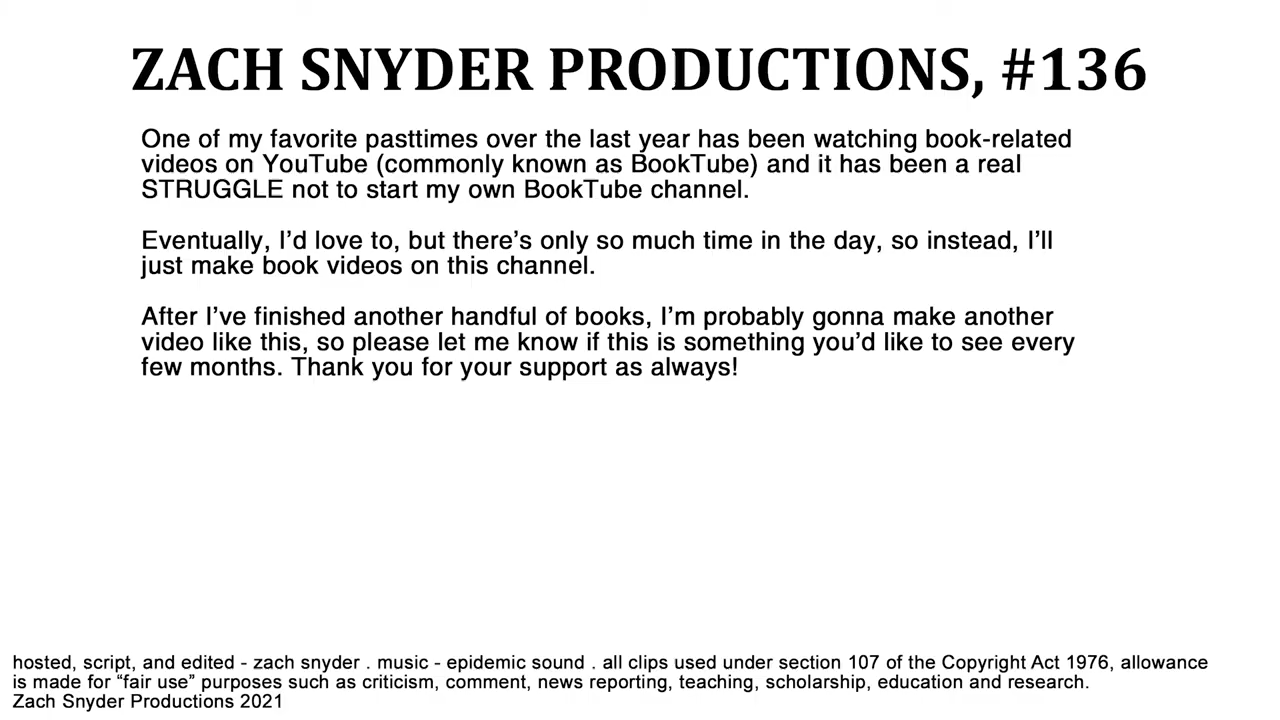 ZACH SNYDER PRODUCTIONS, #136
One of my favorite pasttimes over the last year has been watching book-related
videos on YouTube (commonly known as BookTube) and it has been a real
STRUGGLE not to start my own BookTube channel.
Eventually, I’d love to, but there’s only so much time in the day, so instead, I’ll
just make book videos on this channel.
After I’ve finished another handful of books, I’m probably gonna make another
video like this, so please let me know if this is something you’d like to see every
few months. Thank you for your support as always!
hosted, script, and edited - zach snyder . music - epidemic sound . all clips used under section 107 of the Copyright Act 1976, allowance
is made for “fair use” purposes such as criticism, comment, news reporting, teaching, scholarship, education and research.
Zach Snyder Productions 2021